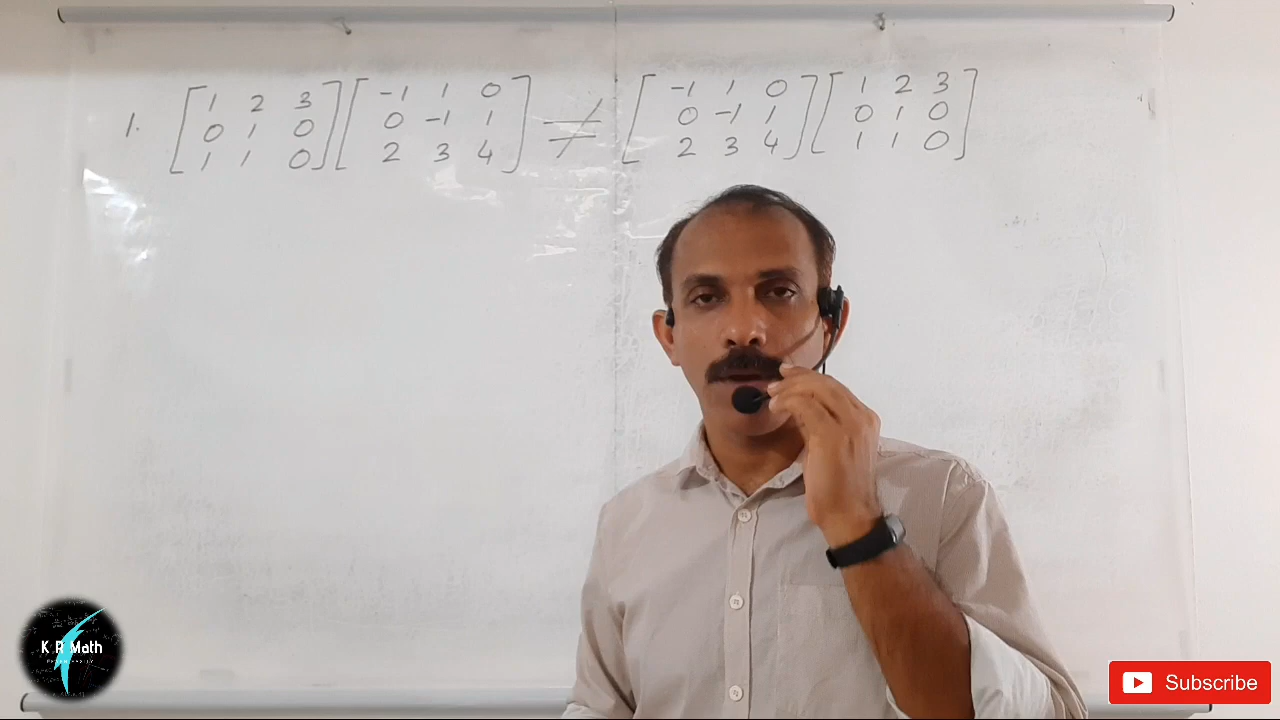 1. [1 2 3] [-1 1 0] ≠ [-1 1 0] [1 2 3]
[0 1 0] [0 -1 1] [0 -1 1] [0 1 0]
[1 1 0] [2 3 4] [2 3 4] [1 1 0]
K R Math
Subscribe